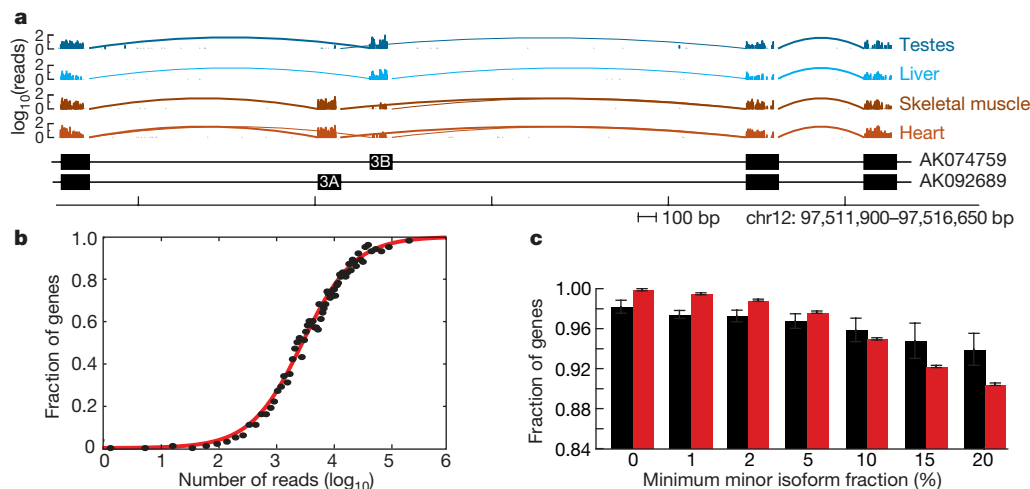 a
log10(reads)
2
0
Testes
2
0
Liver
2
0
Skeletal muscle
2
0
Heart
3B
AK074759
3A
AK092689
100 bp
chr12: 97,511,900–97,516,650 bp
b
Fraction of genes
1.0
0.8
0.6
0.4
0.2
0
0 1 2 3 4 5 6
Number of reads (log10)
c
Fraction of genes
1.00
0.96
0.92
0.88
0.84
0 1 2 5 10 15 20
Minimum minor isoform fraction (%)